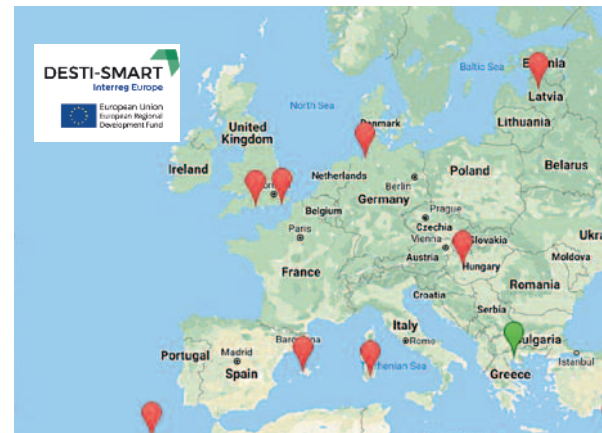 DESTI-SMART
Interreg Europe
European Union
European Regional
Development Fund
Baltic Sea
North Sea
Latvia
Denmark
Lithuania
United
Kingdom
Ireland
Netherlands
Berlin
Poland
Belarus
Germany
Belgium
Prague
Czechia
Paris
Vienna
Slovakia
Austria
Hungary
Moldova
France
Romania
Croatia
Serbia
Italy
Rome
Portugal
Madrid
Spain
Istanbul
Greece